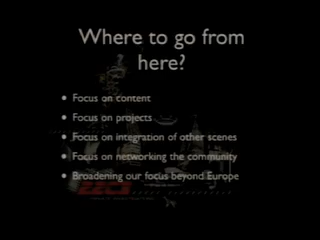 Where to go from
here?
Focus on content
Focus on projects
Focus on integration of other scenes
Focus on networking the community
Broadening our focus beyond Europe